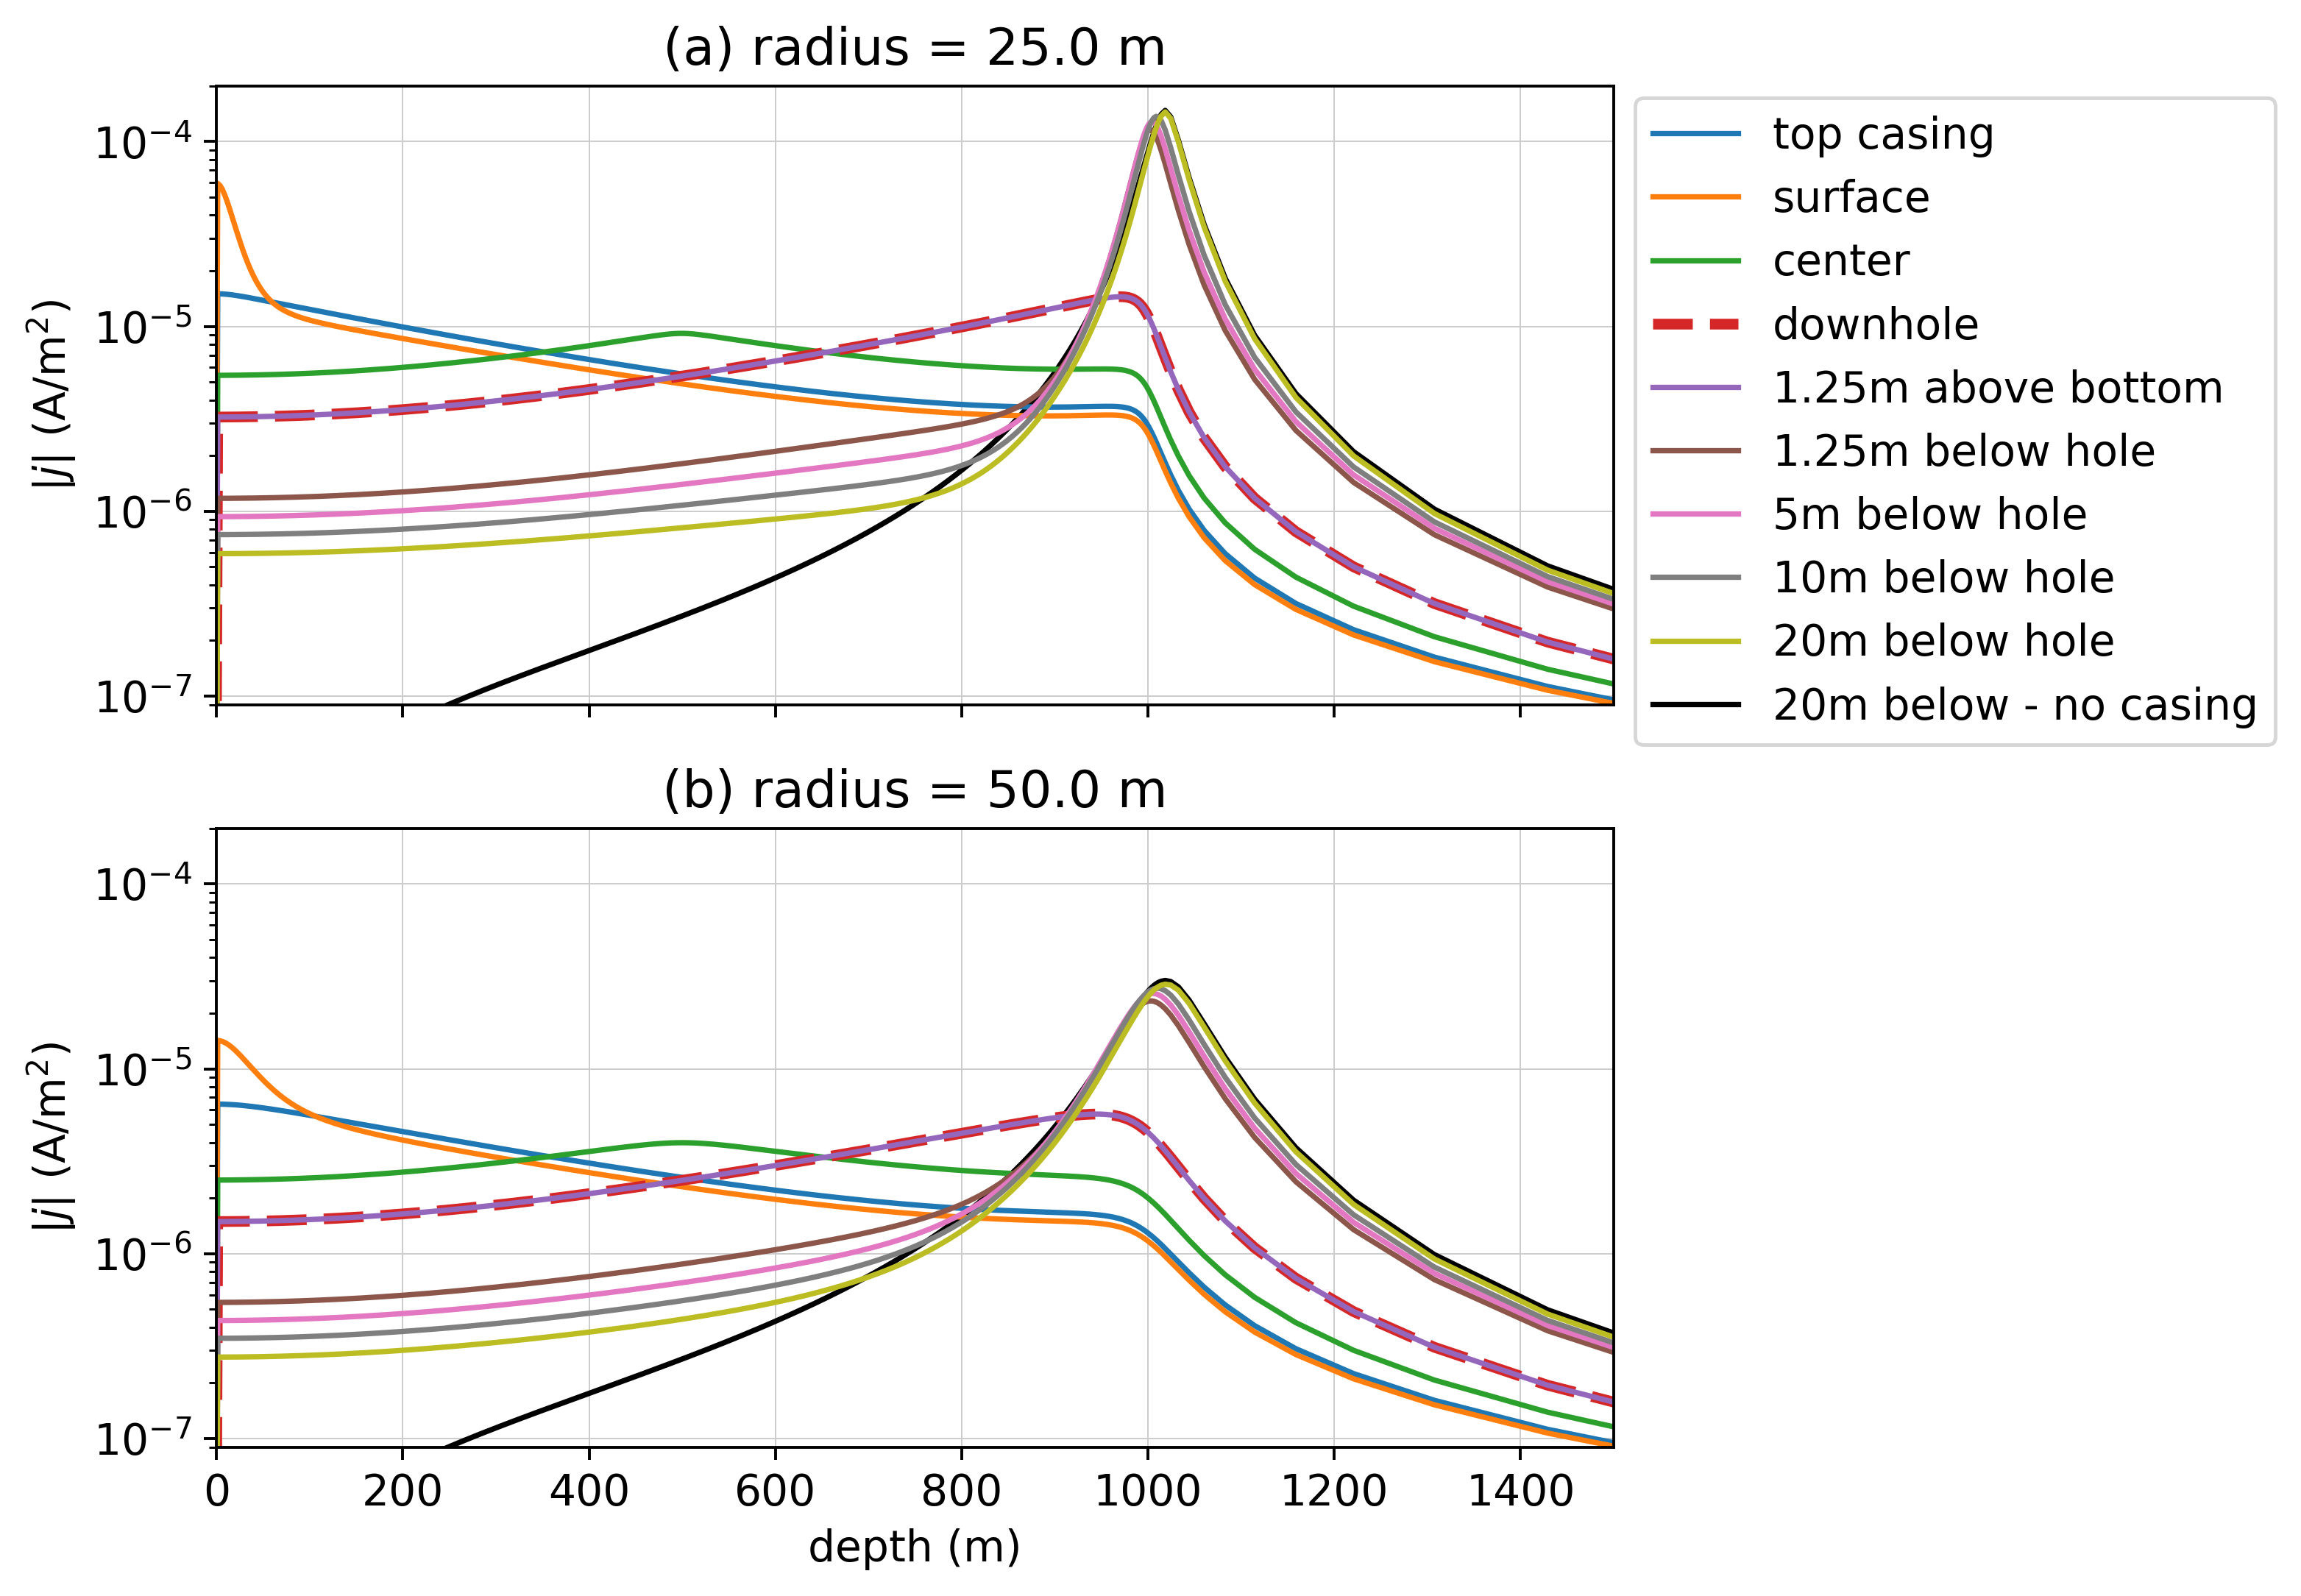 (a) radius = 25.0 m
10⁻⁴
10⁻⁵
10⁻⁶
10⁻⁷
|j| (A/m²)
top casing
surface
center
downhole
1.25m above bottom
1.25m below hole
5m below hole
10m below hole
20m below hole
20m below - no casing
(b) radius = 50.0 m
10⁻⁴
10⁻⁵
10⁻⁶
10⁻⁷
|j| (A/m²)
0 200 400 600 800 1000 1200 1400
depth (m)